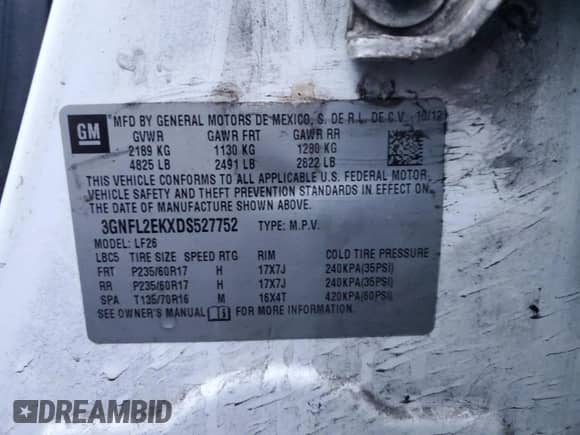 GM
MFD BY GENERAL MOTORS DE MEXICO, S. DE R.L. DE C.V. 10/12
GVWR GAWR FRT GAWR RR
2189 KG 1130 KG 1280 KG
4825 LB 2491 LB 2822 LB
THIS VEHICLE CONFORMS TO ALL APPLICABLE U.S. FEDERAL MOTOR
VEHICLE SAFETY AND THEFT PREVENTION STANDARDS IN EFFECT ON
THE DATE OF MANUFACTURE SHOWN ABOVE.
3GNFL2EKXDS527752 TYPE: M.P.V.
MODEL: LF26
LBC5 TIRE SIZE SPEED RTG RIM COLD TIRE PRESSURE
FRT P235/60R17 H 17X7J 240KPA(35PSI)
RR P235/60R17 H 17X7J 240KPA(35PSI)
SPA T135/70R16 M 16X4T 420KPA(60PSI)
SEE OWNER'S MANUAL FOR MORE INFORMATION.
DREAMBID